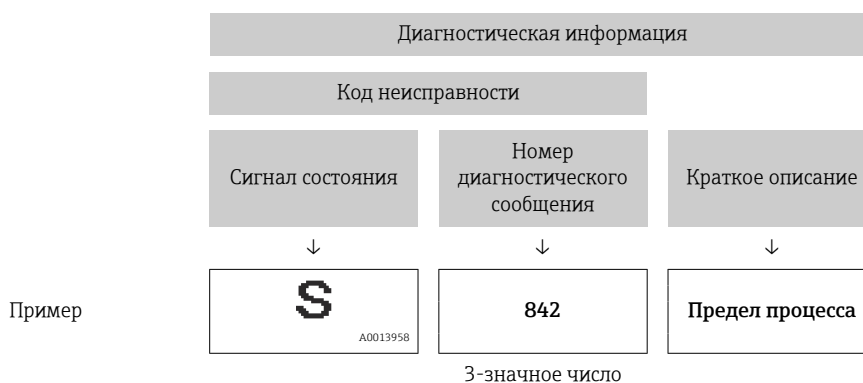 Диагностическая информация
Код неисправности
Сигнал состояния
Номер
диагностического
сообщения
Краткое описание
↓ ↓ ↓
Пример
S
A0013958
842
Предел процесса
3-значное число